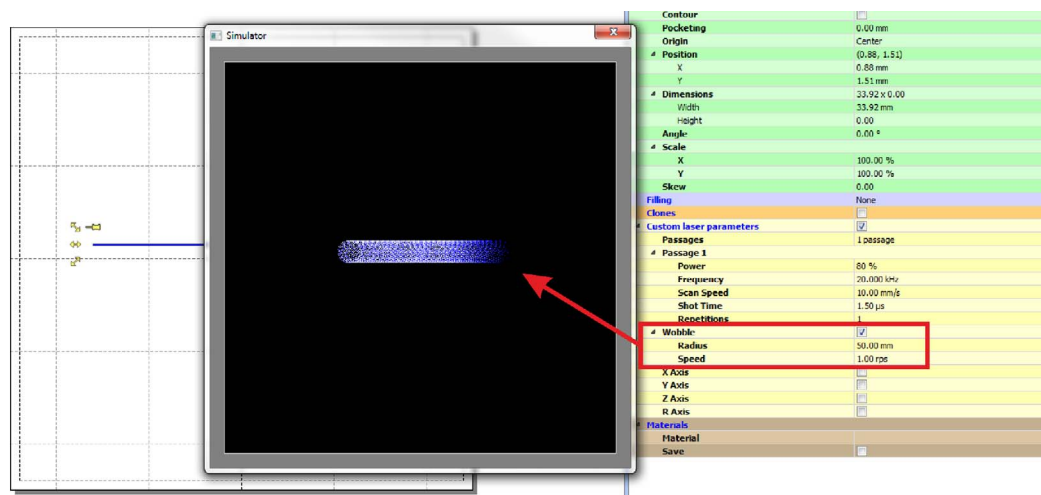 Simulator
x
Contour
Pocketing 0.00 mm
Origin Center
Position (0.88, 1.51)
X 0.88 mm
Y 1.51 mm
Dimensions 33.92 x 0.00
Width 33.92 mm
Height 0.00
Angle 0.00 °
Scale
X 100.00 %
Y 100.00 %
Skew 0.00
Filling None
Clones
Custom laser parameters
Passages 1 passage
Passage 1
Power 80 %
Frequency 20.000 kHz
Scan Speed 10.00 mm/s
Shot Time 1.50 µs
Repetitions 1
Wobble
Radius 50.00 mm
Speed 1.00 rps
X Axis
Y Axis
Z Axis
R Axis
Materials
Material
Save